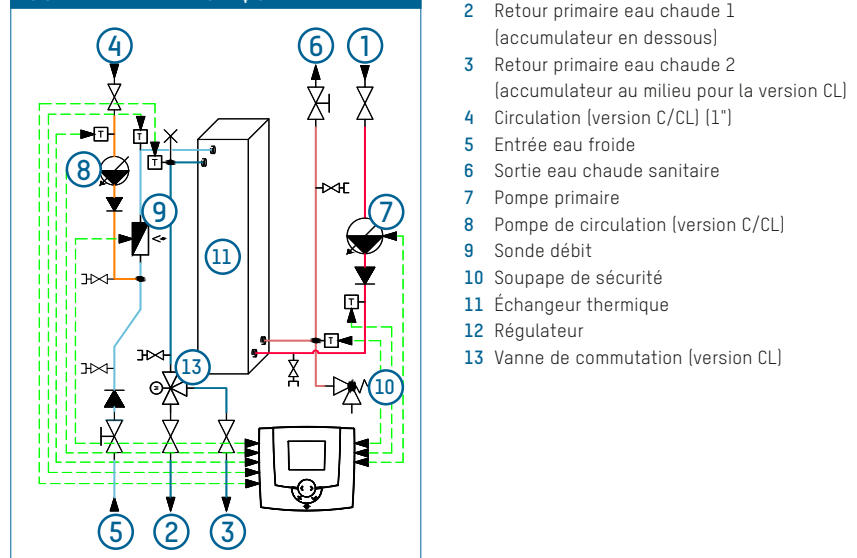 4
6
1
T
T
T
8
7
9
11
T
T
13
10
M
5
2
3
2 Retour primaire eau chaude 1
(accumulateur en dessous)
3 Retour primaire eau chaude 2
(accumulateur au milieu pour la version CL)
4 Circulation (version C/CL) (1")
5 Entrée eau froide
6 Sortie eau chaude sanitaire
7 Pompe primaire
8 Pompe de circulation (version C/CL)
9 Sonde débit
10 Soupape de sécurité
11 Échangeur thermique
12 Régulateur
13 Vanne de commutation (version CL)